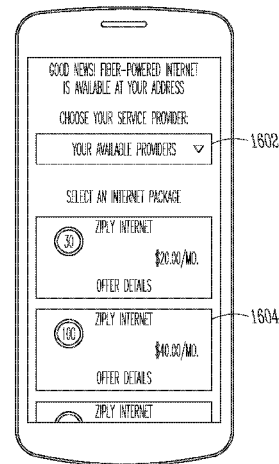 GOOD NEWS! FIBER-POWERED INTERNET
IS AVAILABLE AT YOUR ADDRESS
CHOOSE YOUR SERVICE PROVIDER:
YOUR AVAILABLE PROVIDERS
1602
SELECT AN INTERNET PACKAGE
ZIPLY INTERNET
30
$20.00/MO.
OFFER DETAILS
1604
ZIPLY INTERNET
100
$40.00/MO.
OFFER DETAILS
ZIPLY INTERNET